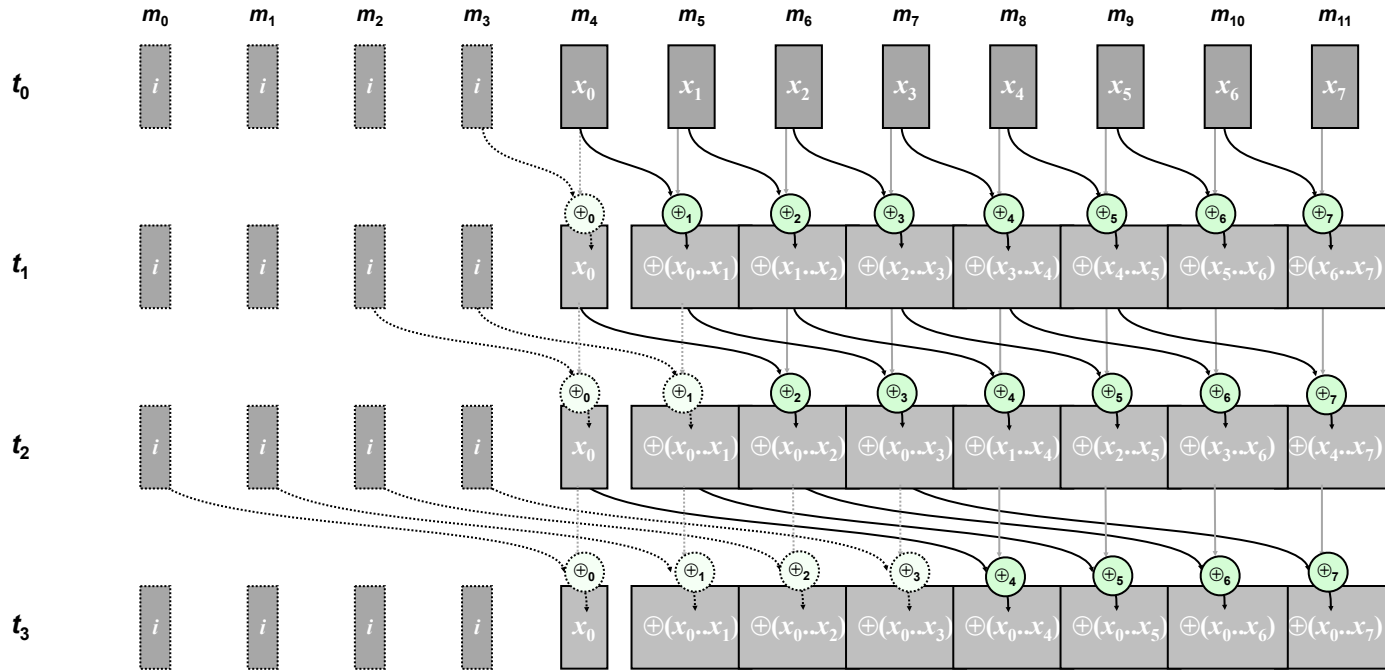 m₀ m₁ m₂ m₃ m₄ m₅ m₆ m₇ m₈ m₉ m₁₀ m₁₁
t₀ i i i i x₀ x₁ x₂ x₃ x₄ x₅ x₆ x₇
⊕₀ ⊕₁ ⊕₂ ⊕₃ ⊕₄ ⊕₅ ⊕₆ ⊕₇
t₁ i i i i x₀ ⊕(x₀..x₁) ⊕(x₁..x₂) ⊕(x₂..x₃) ⊕(x₃..x₄) ⊕(x₄..x₅) ⊕(x₅..x₆) ⊕(x₆..x₇)
⊕₀ ⊕₁ ⊕₂ ⊕₃ ⊕₄ ⊕₅ ⊕₆ ⊕₇
t₂ i i i i x₀ ⊕(x₀..x₁) ⊕(x₀..x₂) ⊕(x₀..x₃) ⊕(x₁..x₄) ⊕(x₂..x₅) ⊕(x₃..x₆) ⊕(x₄..x₇)
⊕₀ ⊕₁ ⊕₂ ⊕₃ ⊕₄ ⊕₅ ⊕₆ ⊕₇
t₃ i i i i x₀ ⊕(x₀..x₁) ⊕(x₀..x₂) ⊕(x₀..x₃) ⊕(x₀..x₄) ⊕(x₀..x₅) ⊕(x₀..x₆) ⊕(x₀..x₇)